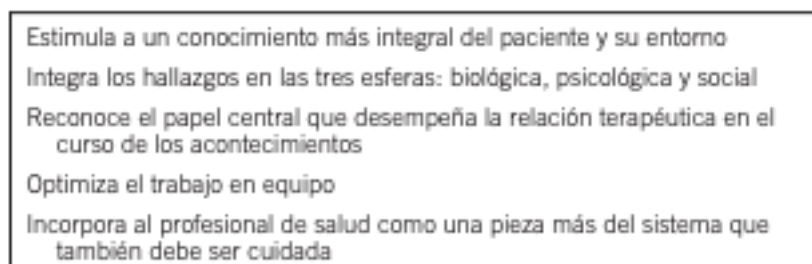 Estimula a un conocimiento más integral del paciente y su entorno
Integra los hallazgos en las tres esferas: biológica, psicológica y social
Reconoce el papel central que desempeña la relación terapéutica en el
curso de los acontecimientos
Optimiza el trabajo en equipo
Incorpora al profesional de salud como una pieza más del sistema que
también debe ser cuidada